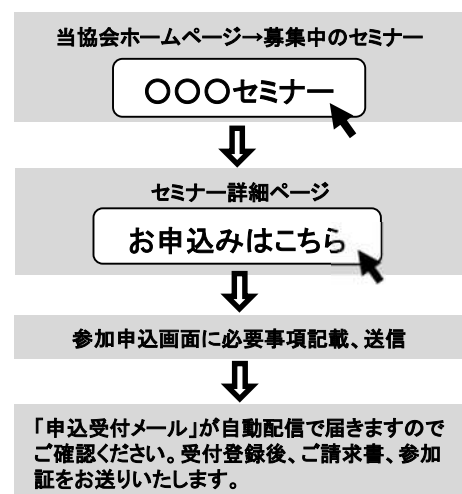 当協会ホームページ→募集中のセミナー
〇〇〇セミナー
セミナー詳細ページ
お申込みはこちら
参加申込画面に必要事項記載、送信
「申込受付メール」が自動配信で届きますので
ご確認ください。受付登録後、ご請求書、参加
証をお送りいたします。